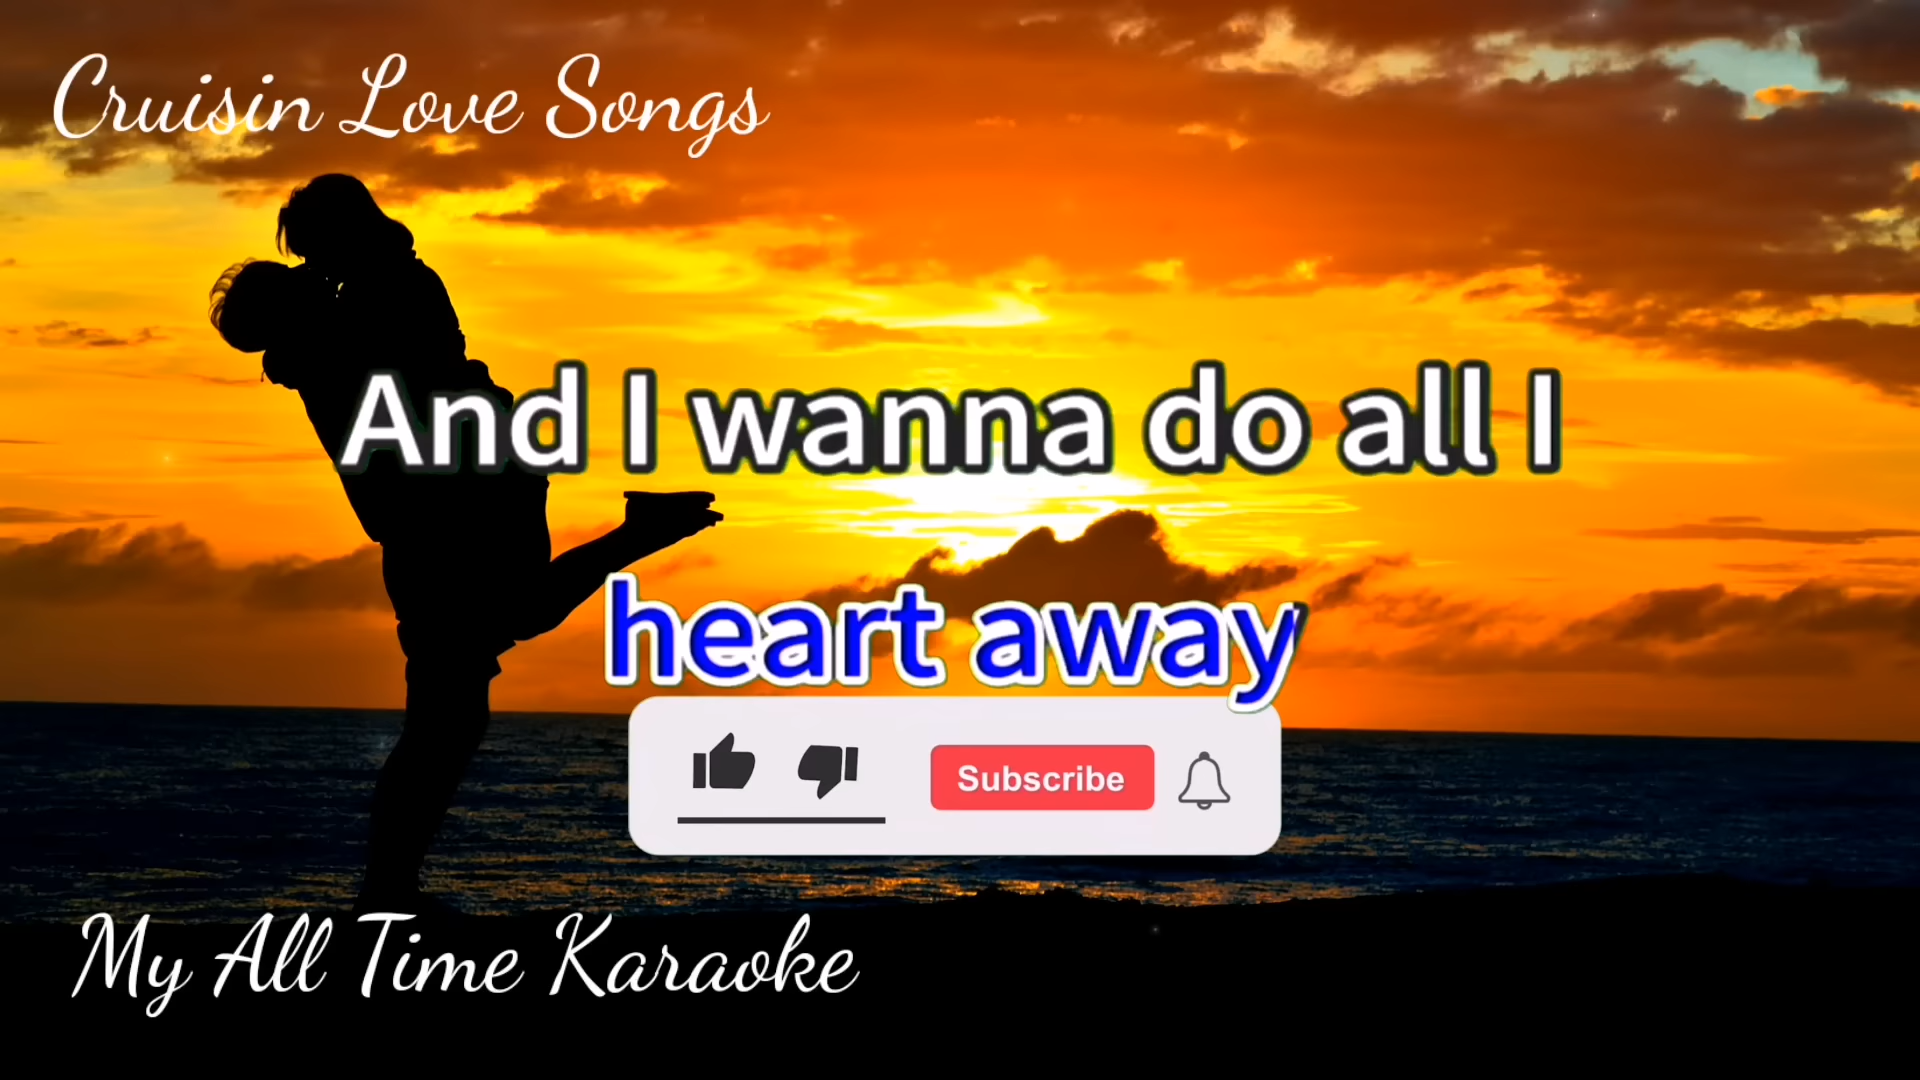 Cruisin Love Songs
And I wanna do all I
heart away
Subscribe
My All Time Karaoke